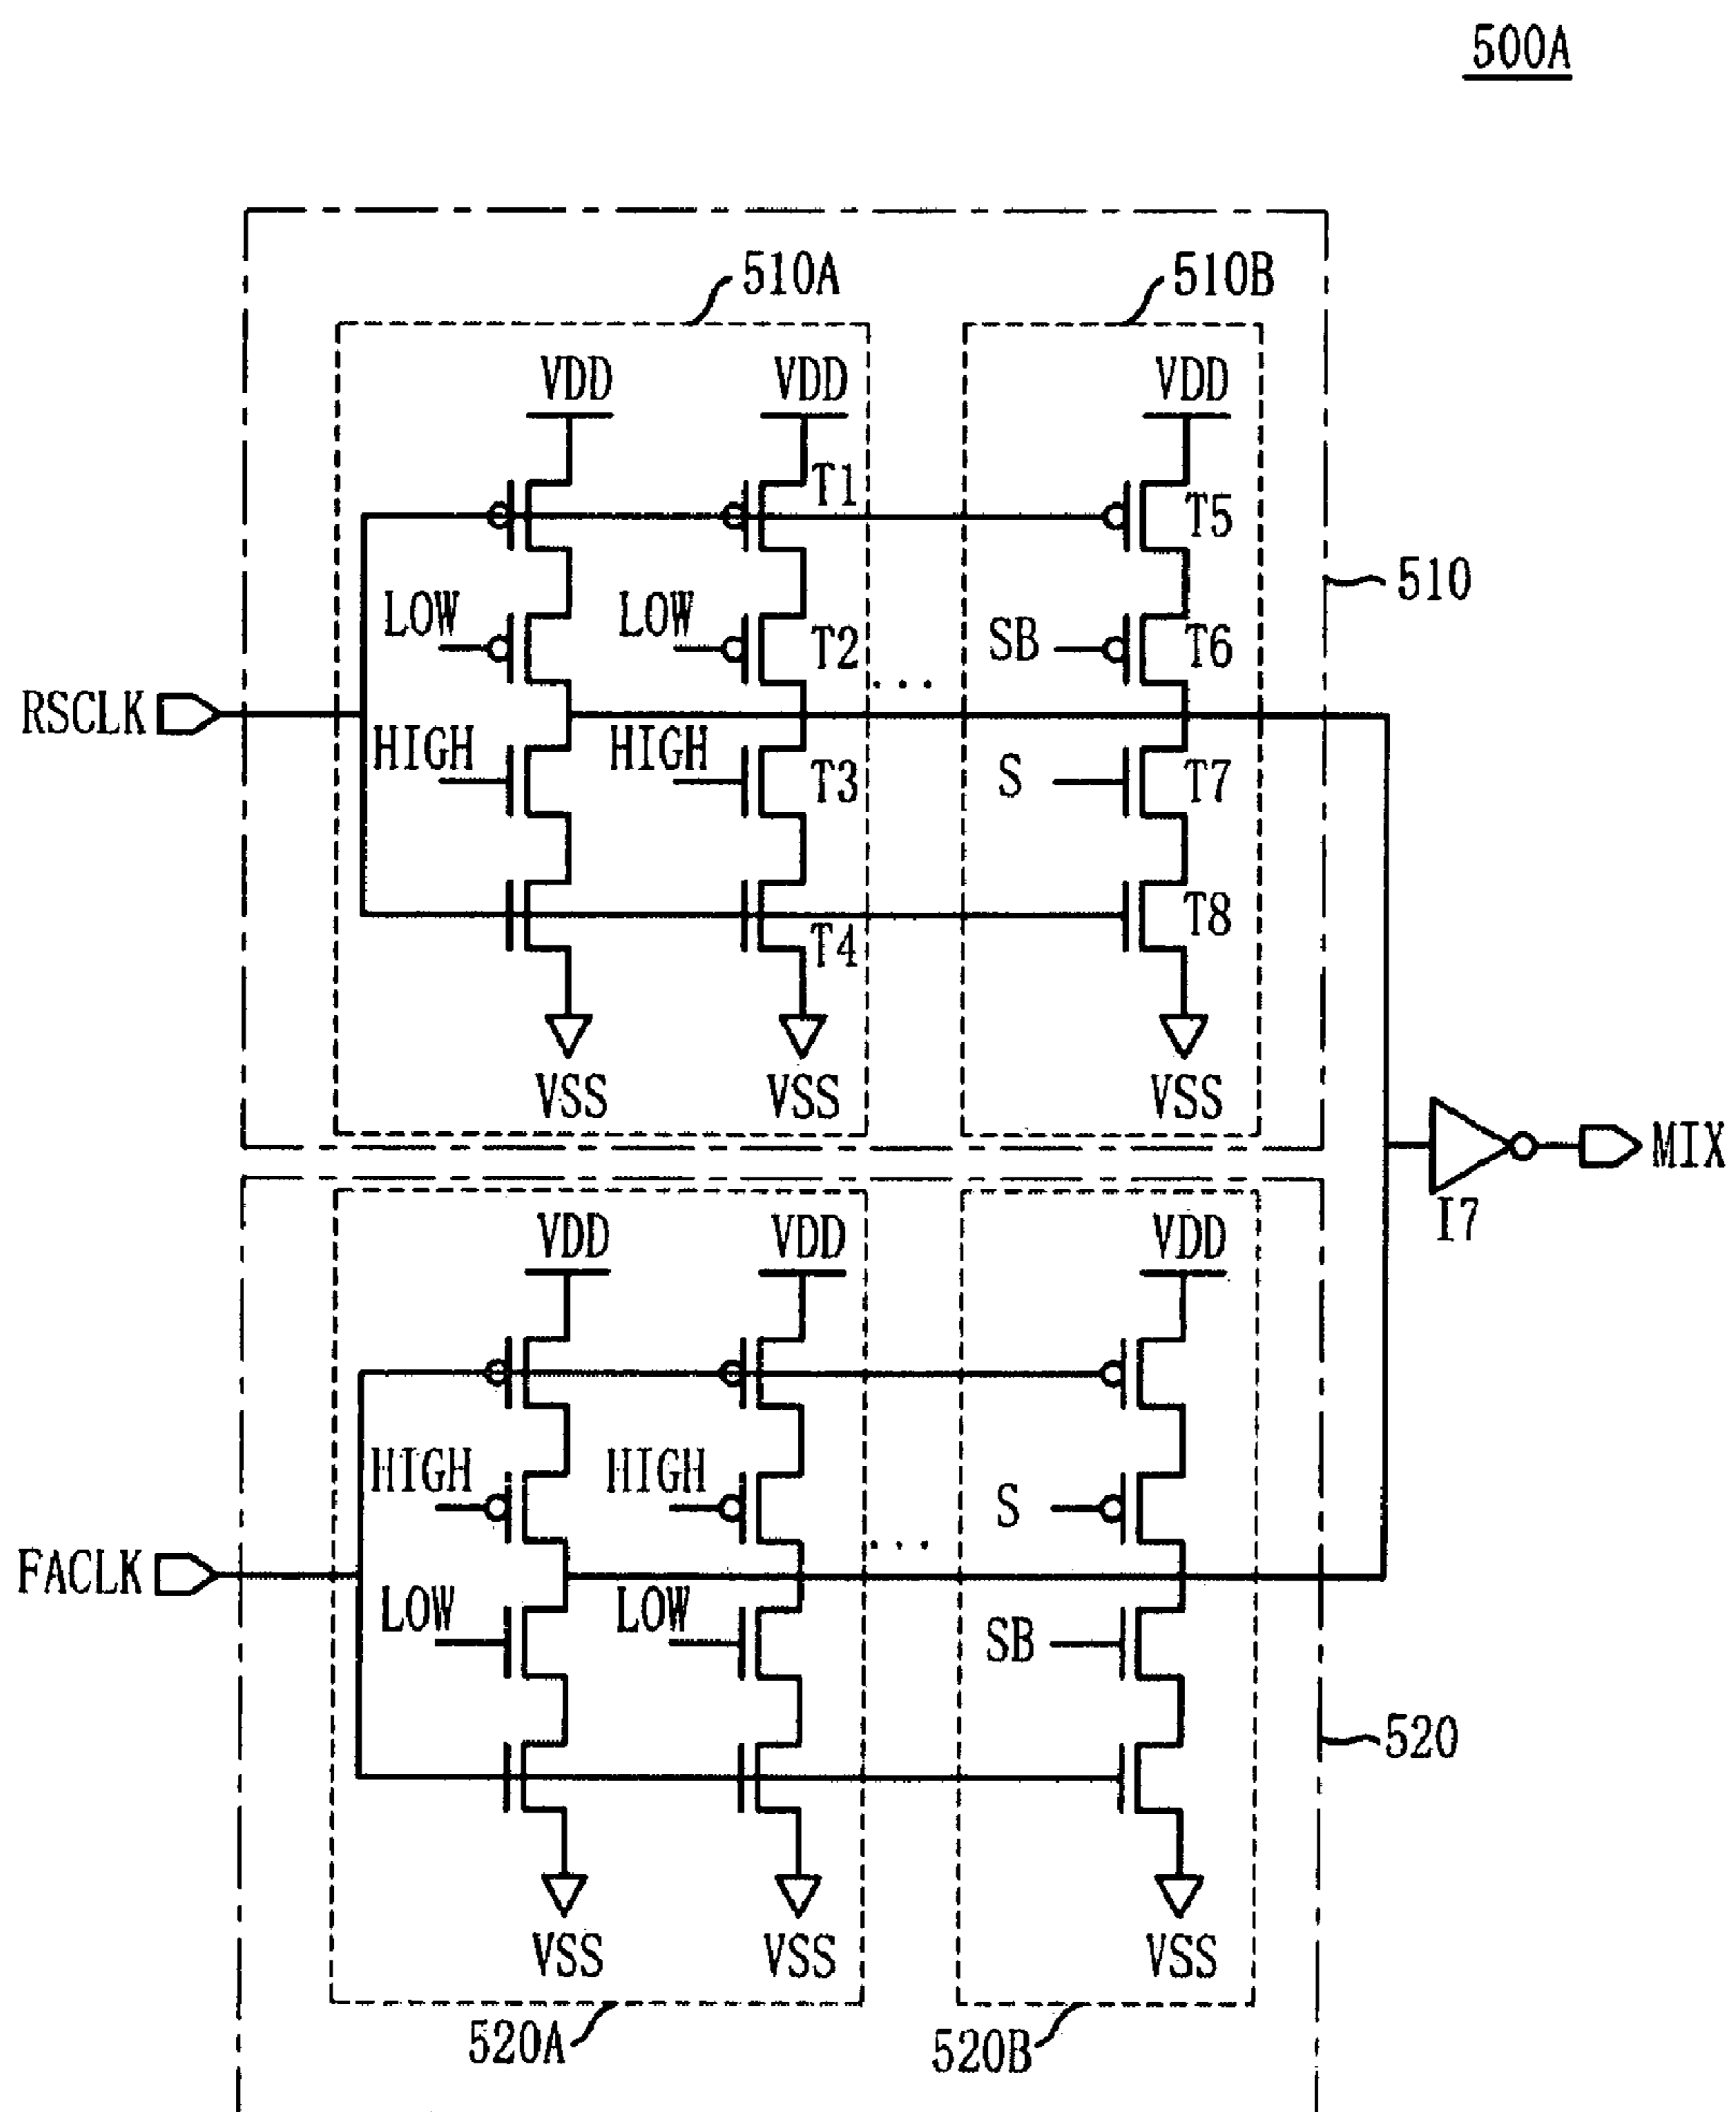 500A
510A
510B
VDD VDD VDD
T1
T5
510
LOW LOW SB
T2 T6
...
RSCLK
HIGH HIGH S
T3 T7
T4 T8
VSS VSS VSS
MIX
I7
VDD VDD VDD
HIGH HIGH S
...
FACLK
LOW LOW SB
520
VSS VSS VSS
520A
520B